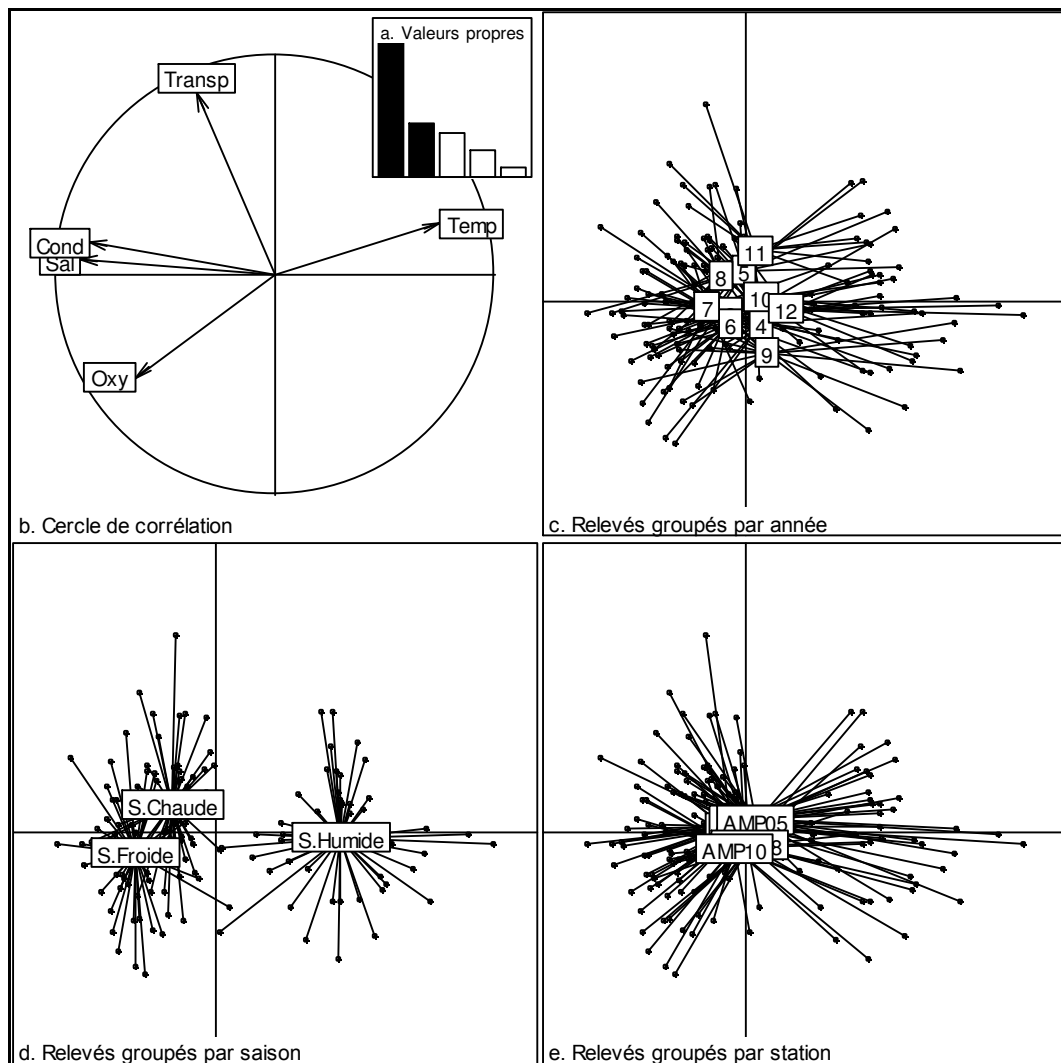 a. Valeurs propres
Transp
Temp
Cond
Sal
Oxy
b. Cercle de corrélation
11
8
5
10
7
12
6
4
9
c. Relevés groupés par année
S.Chaude
S.Froide
S.Humide
d. Relevés groupés par saison
AMP05
AMP10
8
e. Relevés groupés par station